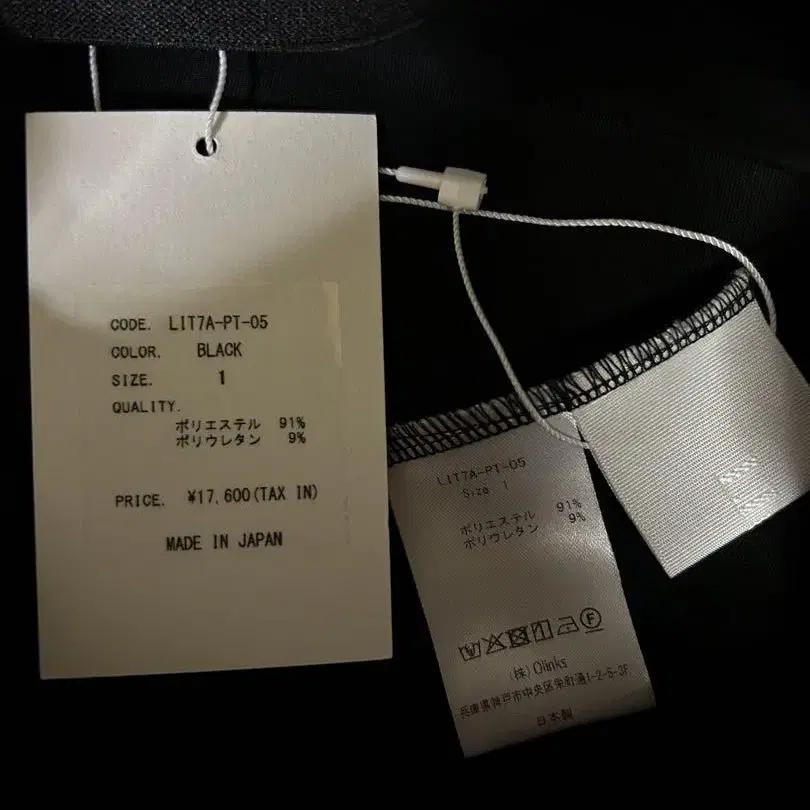 CODE. LIT7A-PT-05
COLOR. BLACK
SIZE. 1
QUALITY.
ポリエステル 91%
ポリウレタン 9%
PRICE. ¥17,600(TAX IN)
MADE IN JAPAN
LIT7A-PT-05
Size 1
ポリエステル 91%
ポリウレタン 9%
(株) Olinks
兵庫県神戸市中央区栄町通1-2-5-3F
日本製